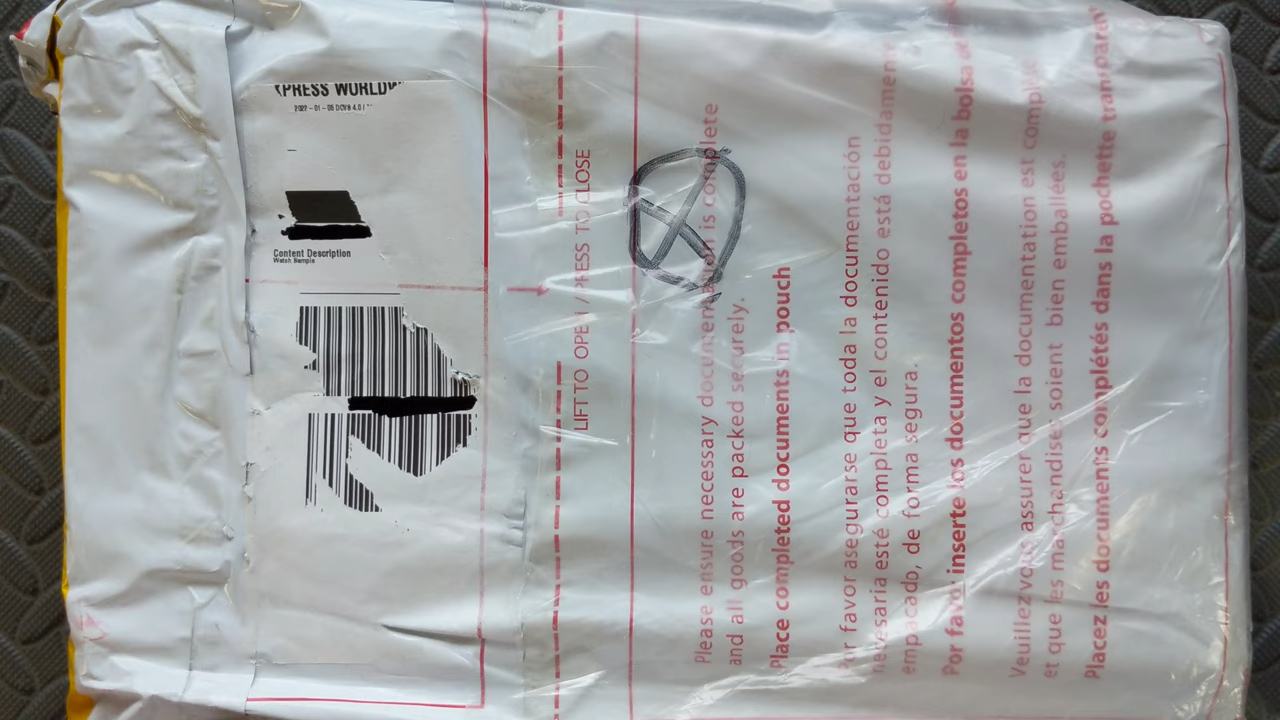 XPRESS WORLDW
2022-01-05
Content Description
Watch Sample
LIFT TO OPEN / PRESS TO CLOSE
Please ensure necessary documentation is complete
and all goods are packed securely.
Place completed documents in pouch
Por favor asegurarse que toda la documentación
necesaria esté completa y el contenido está debidamente
empacado, de forma segura.
Por favor inserte los documentos completos en la bolsa
Veuillez vous assurer que la documentation est complète
et que les marchandises soient bien emballées.
Placez les documents complétés dans la pochette transparente